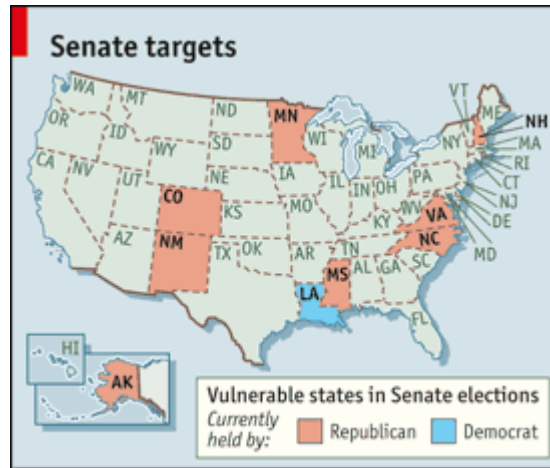 Senate targets
WA
MT
ND
MN
VT
ME
OR
ID
SD
WI
MI
NY
NH
WY
MA
CA
NV
NE
IA
PA
RI
UT
CO
IL
IN
OH
CT
KS
MO
WV
VA
NJ
KY
DE
AZ
NM
OK
TN
NC
MD
TX
AR
MS
AL
GA
SC
LA
FL
HI
AK
Vulnerable states in Senate elections
Currently
held by:
Republican
Democrat